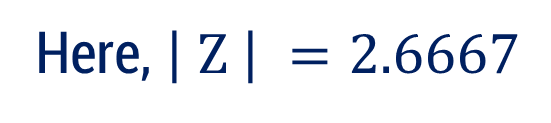 Here, | Z | = 2.6667